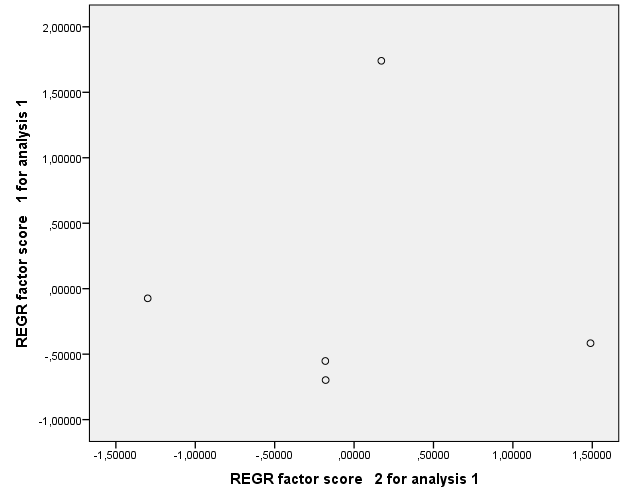 2,00000
1,50000
1,00000
,50000
,00000
-,50000
-1,00000
REGR factor score 1 for analysis 1
-1,50000 -1,00000 -,50000 ,00000 ,50000 1,00000 1,50000
REGR factor score 2 for analysis 1